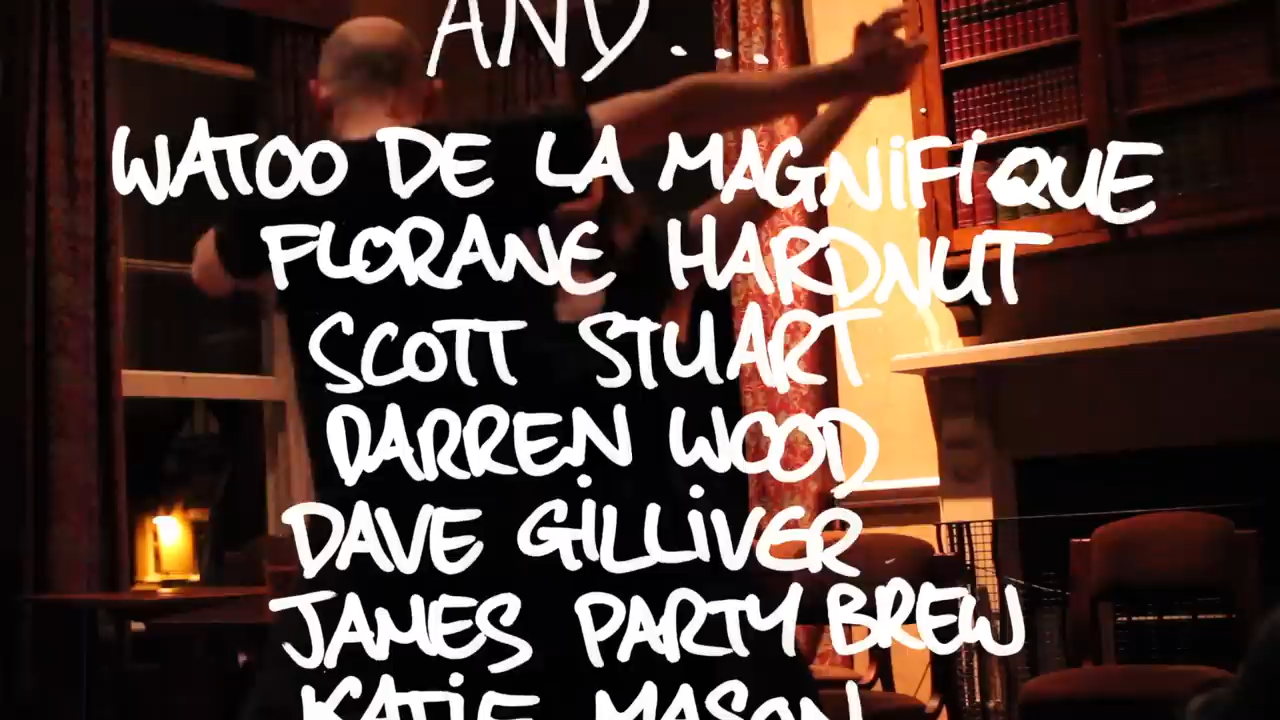 AND...
WATOO DE LA MAGNIFIQUE
FLORANE HARDNUT
SCOTT STUART
DARREN WOOD
DAVE GILLIVER
JAMES PARTY BREW
KATIE MASON